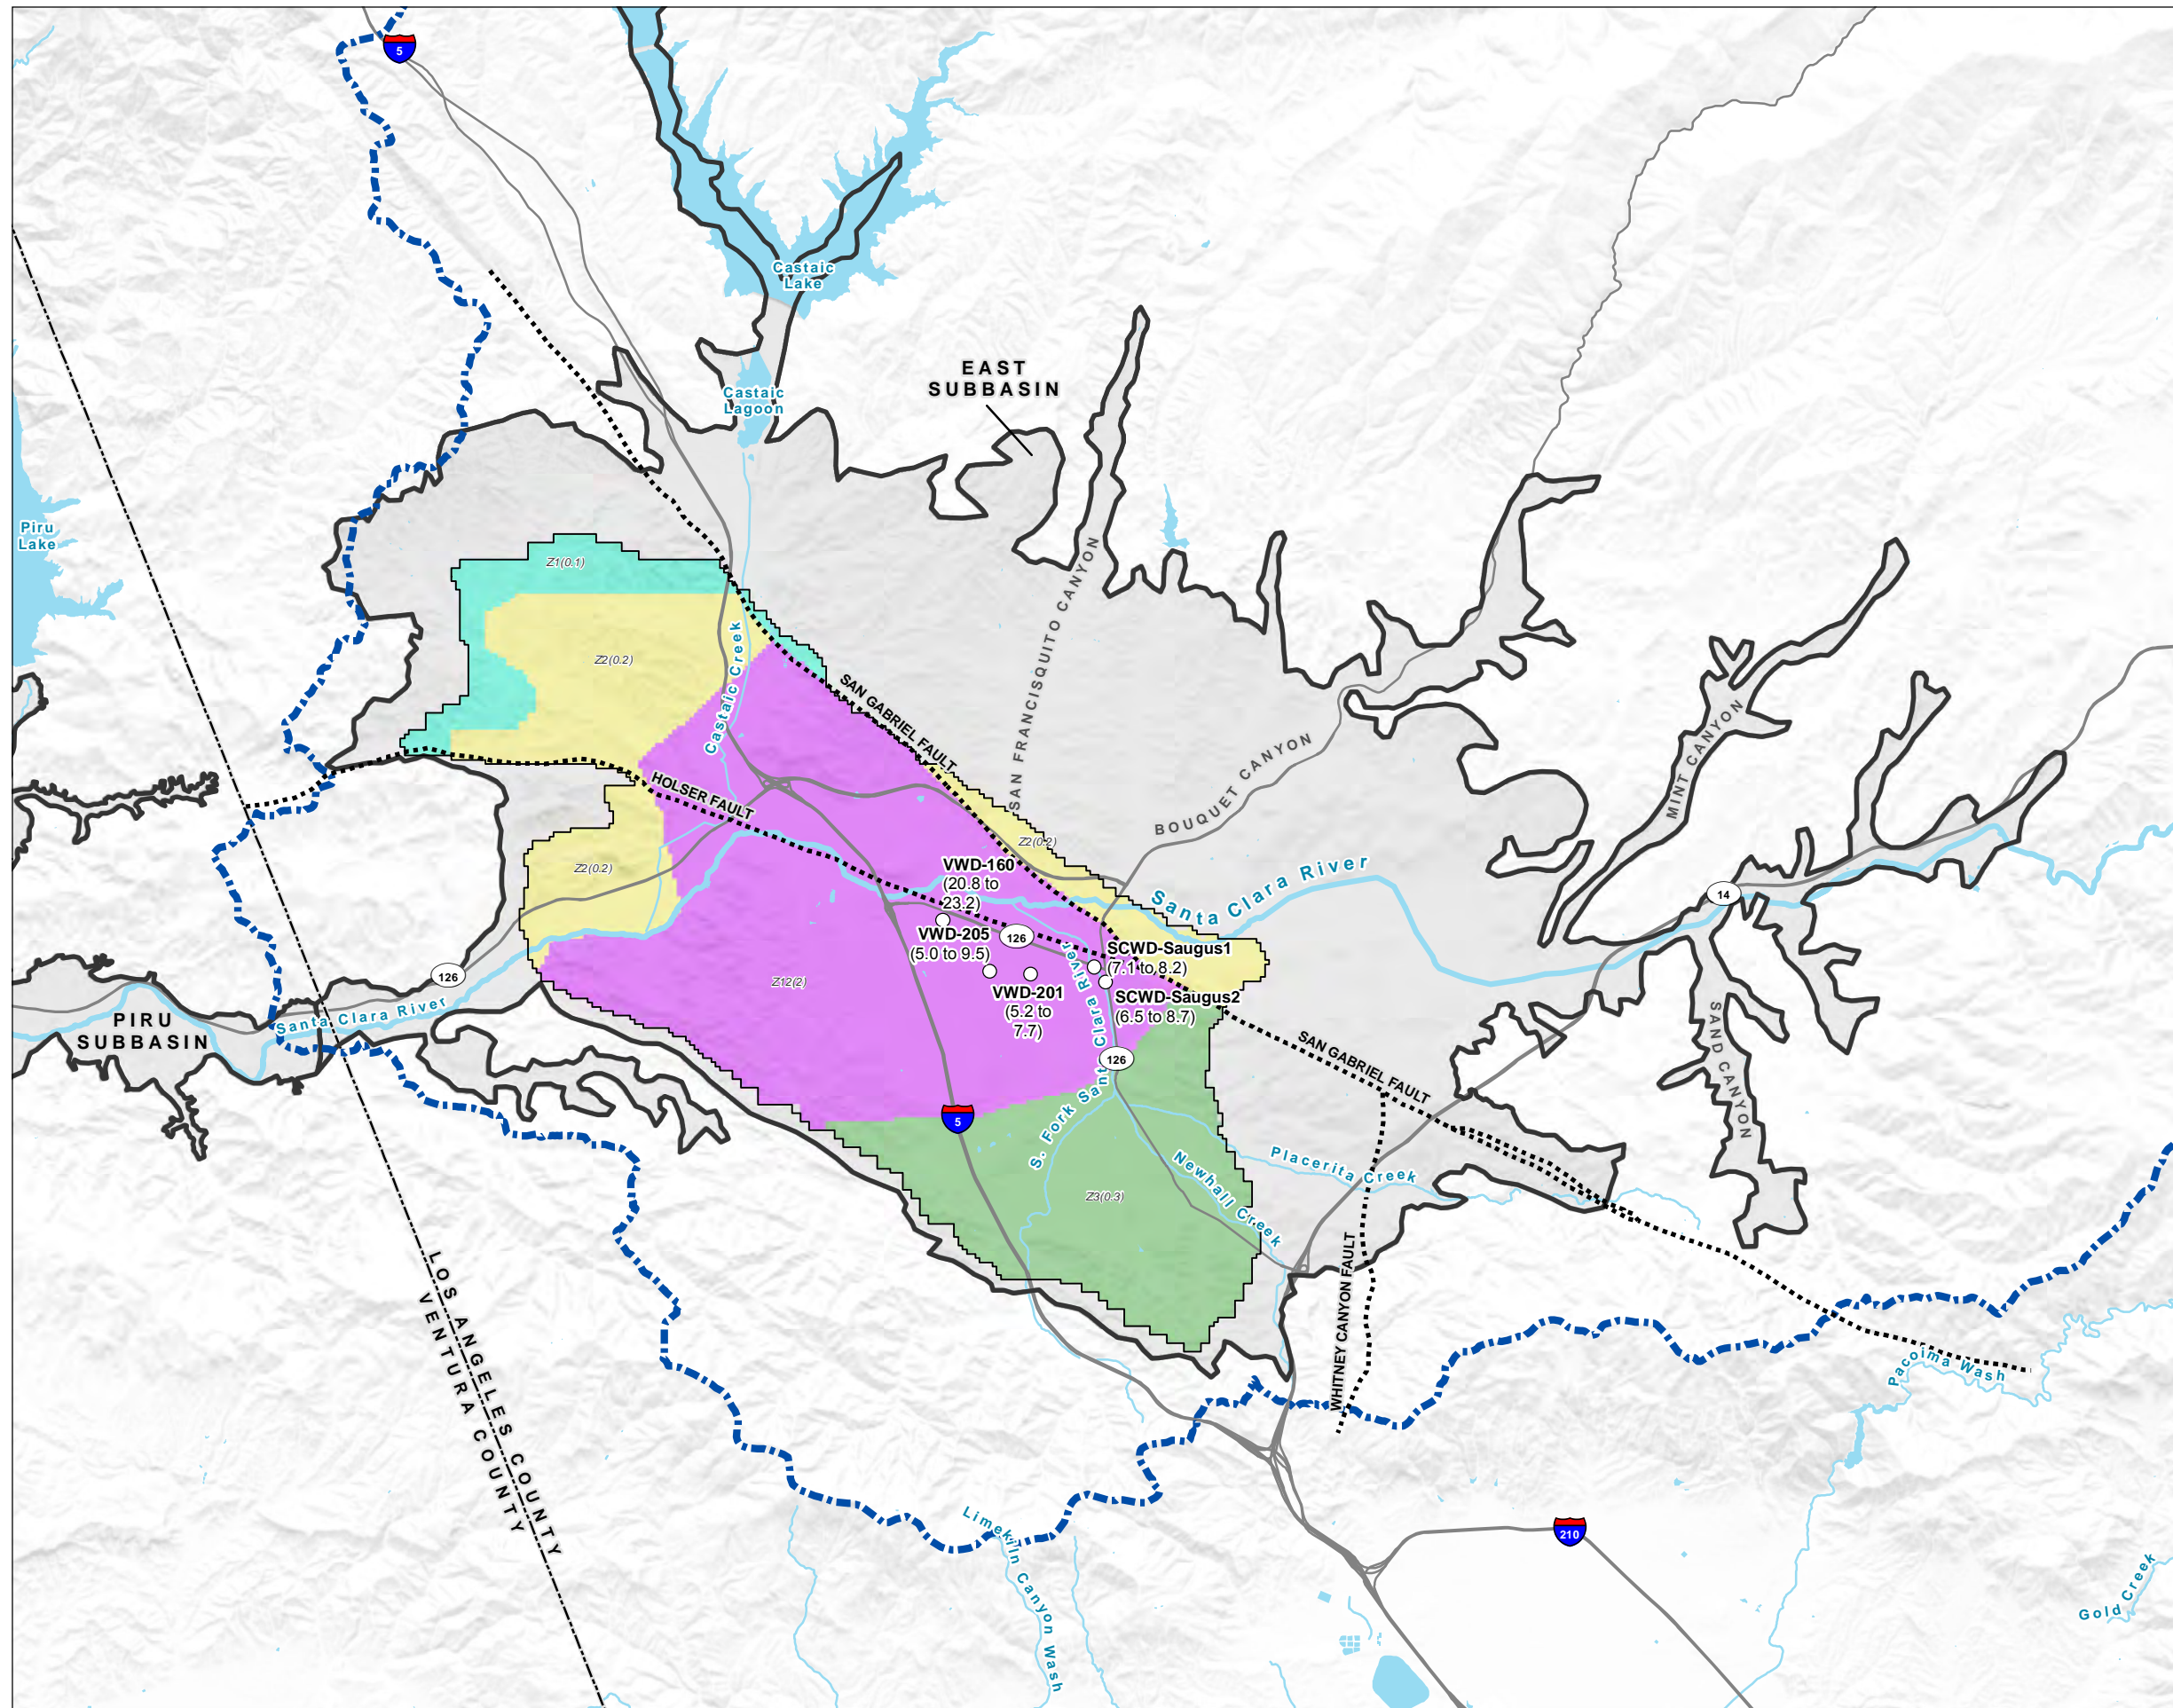 5
Castaic
Lake
EAST
SUBBASIN
Castaic
Lagoon
Piru
Lake
Z1(0.1)
SAN FRANCISQUITO CANYON
Z2(0.2)
Castaic Creek
SAN GABRIEL FAULT
MINT CANYON
BOUQUET CANYON
HOLSER FAULT
Z2(0.2)
Z2(0.2)
VWD-160
(20.8 to
23.2)
Santa Clara River
14
VWD-205
(5.0 to 9.5)
126
SCWD-Saugus1
(7.1 to 8.2)
126
Z12(2)
VWD-201
(5.2 to
7.7)
SCWD-Saugus2
(6.5 to 8.7)
S. Fork Santa Clara River
Santa Clara River
PIRU
SUBBASIN
126
SAN GABRIEL FAULT
SAND CANYON
5
Placerita Creek
Newhall Creek
Z3(0.3)
WHITNEY CANYON FAULT
LOS ANGELES COUNTY
VENTURA COUNTY
Pacoima Wash
Limekiln Canyon Wash
210
Gold Creek